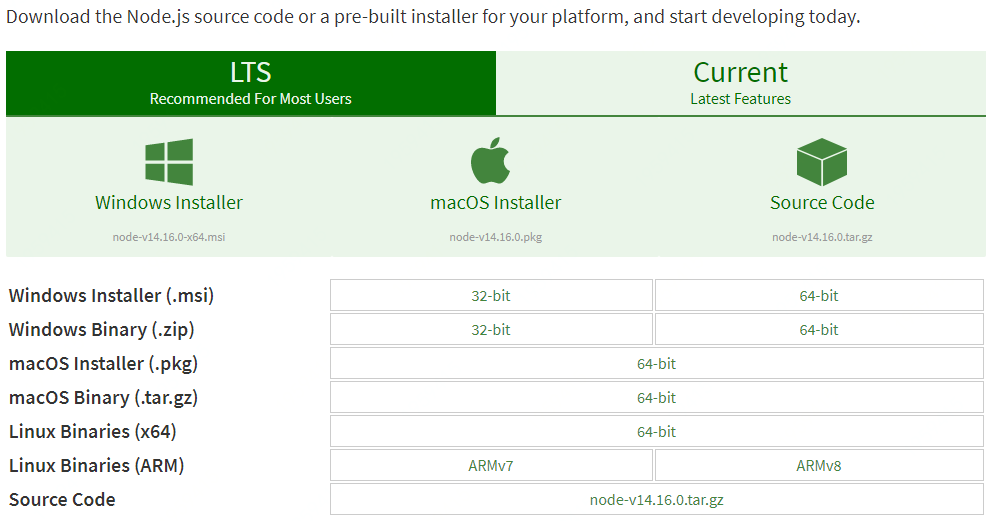 Download the Node.js source code or a pre-built installer for your platform, and start developing today.
LTS
Recommended For Most Users
Current
Latest Features
Windows Installer
node-v14.16.0-x64.msi
macOS Installer
node-v14.16.0.pkg
Source Code
node-v14.16.0.tar.gz
Windows Installer (.msi) 32-bit 64-bit
Windows Binary (.zip) 32-bit 64-bit
macOS Installer (.pkg) 64-bit
macOS Binary (.tar.gz) 64-bit
Linux Binaries (x64) 64-bit
Linux Binaries (ARM) ARMv7 ARMv8
Source Code node-v14.16.0.tar.gz